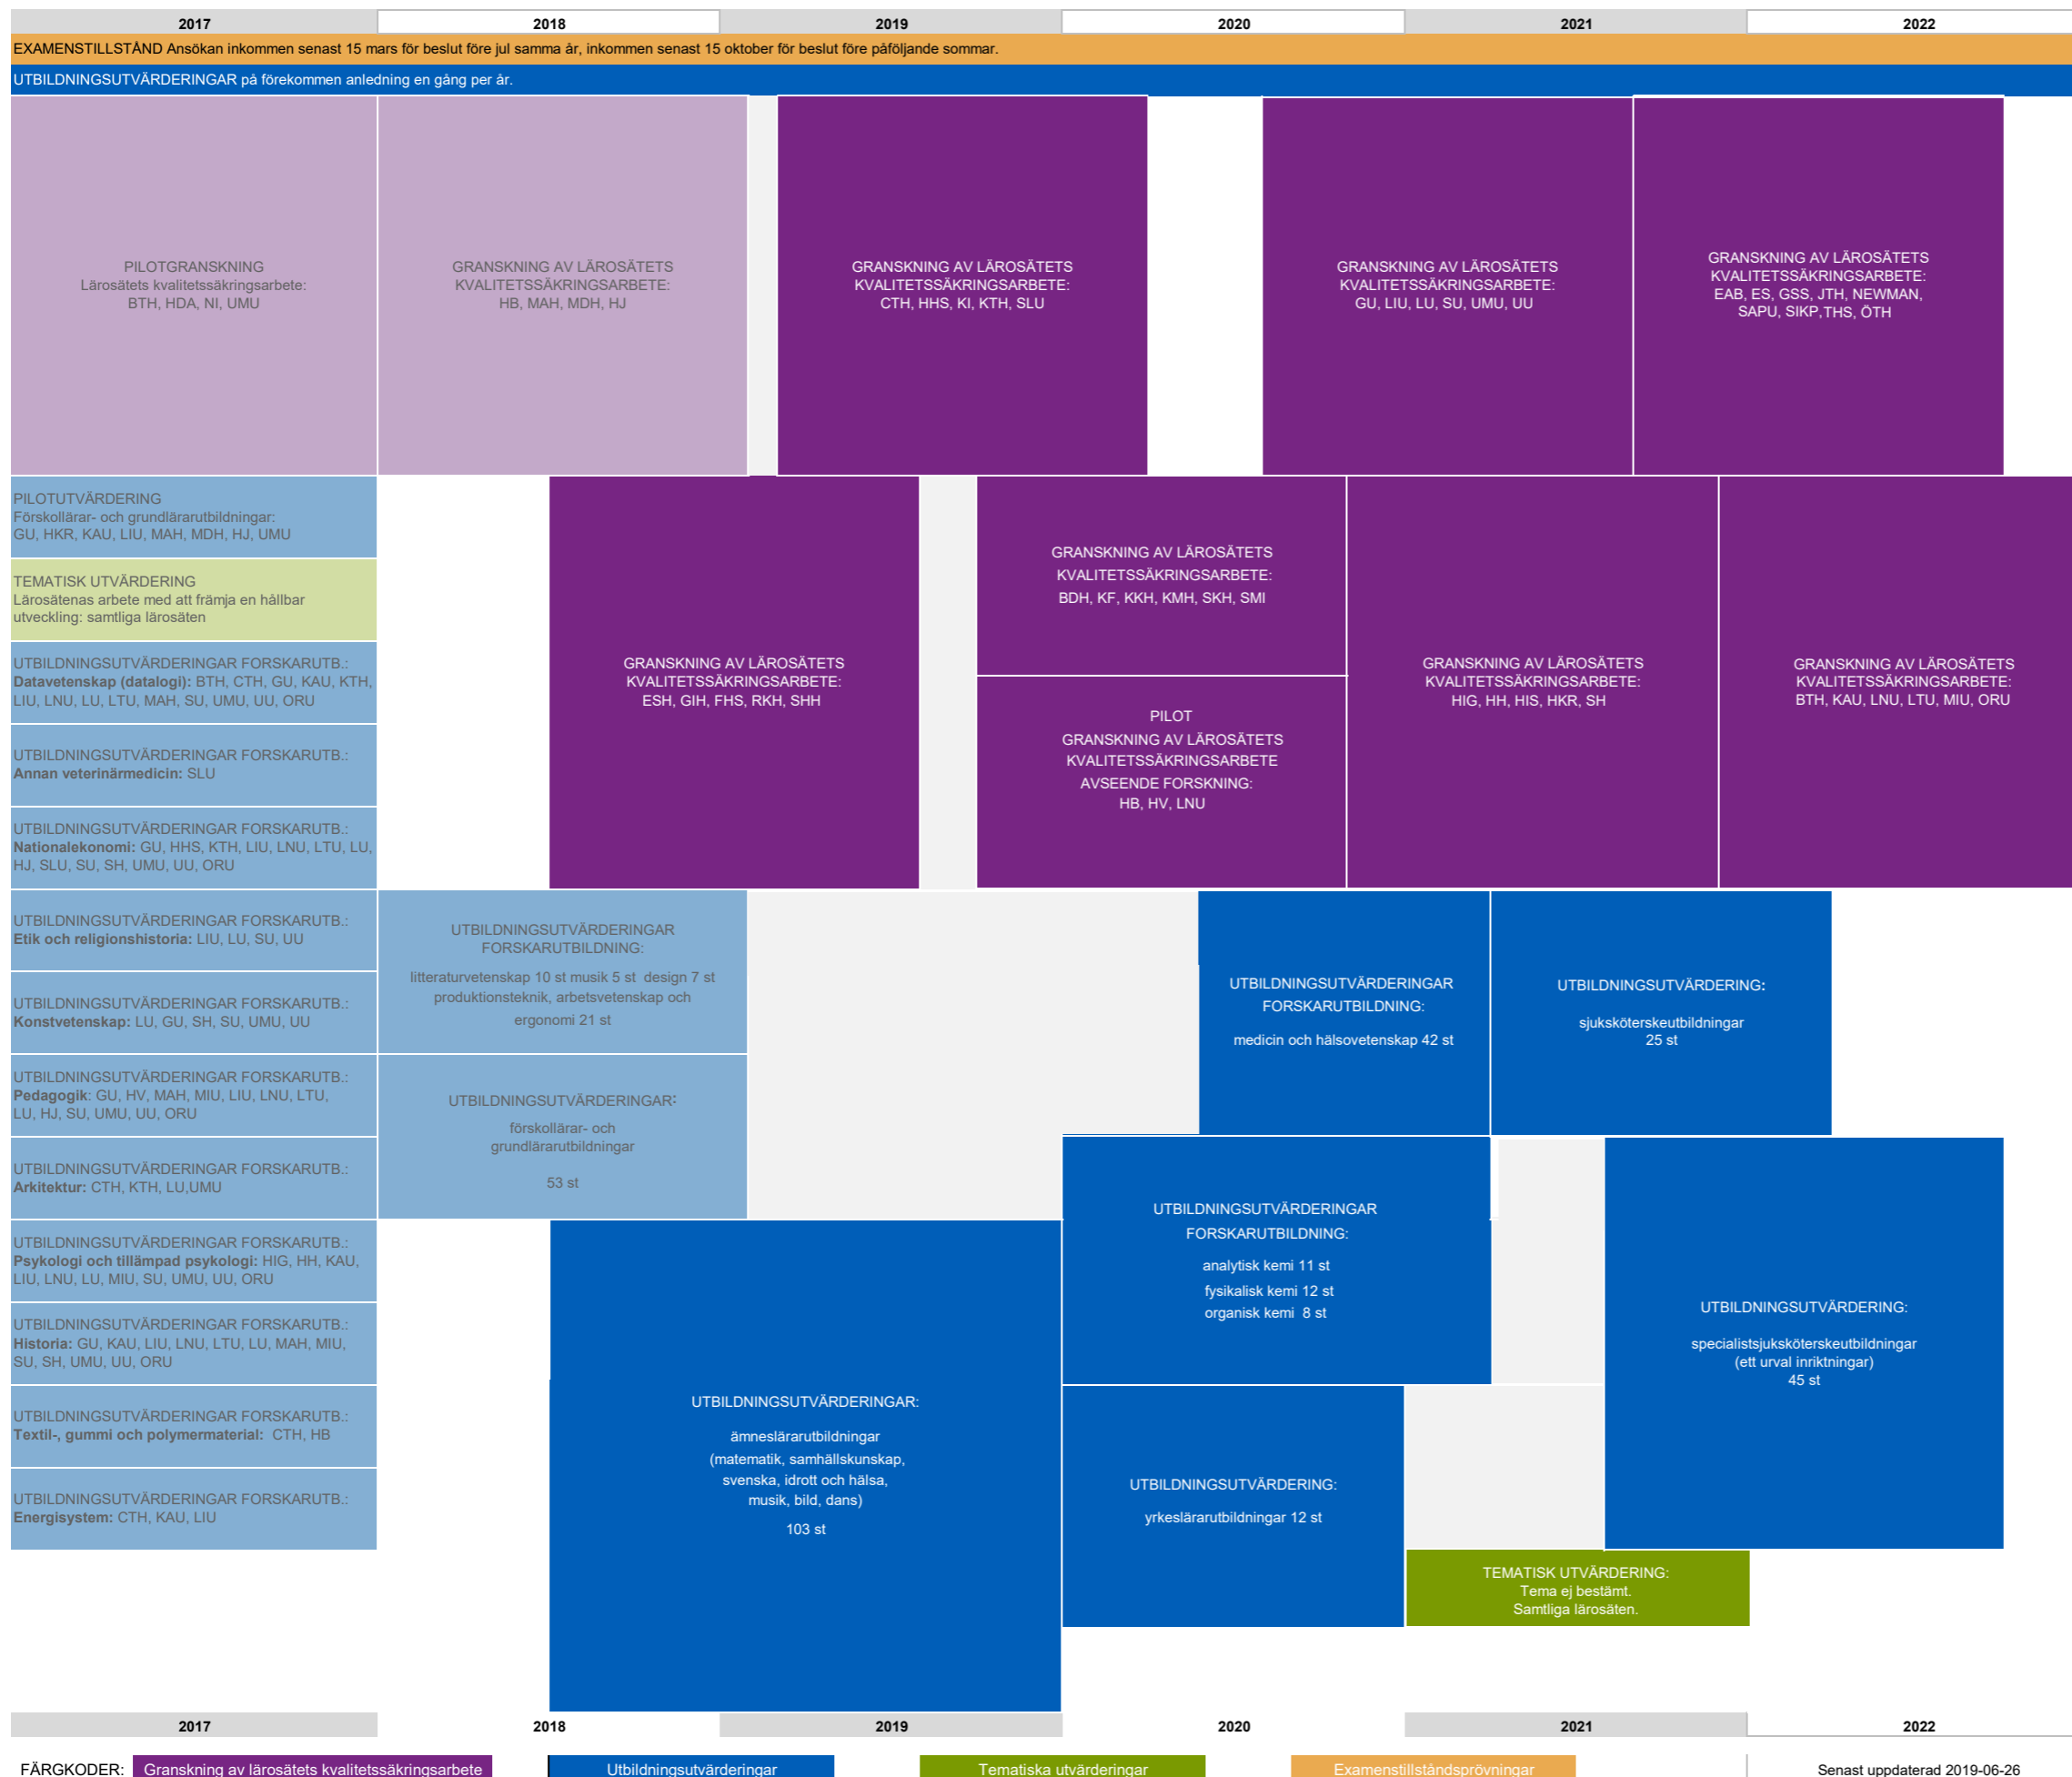 2017 2018 2019 2020 2021 2022
EXAMENSTILLSTÅND Ansökan inkommen senast 15 mars för beslut före jul samma år, inkommen senast 15 oktober för beslut före påföljande sommar.
UTBILDNINGSUTVÄRDERINGAR på förekommen anledning en gång per år.
PILOTGRANSKNING
Lärosätets kvalitetssäkringsarbete:
BTH, HDA, NI, UMU
GRANSKNING AV LÄROSÄTETS
KVALITETSSÄKRINGSARBETE:
HB, MAH, MDH, HJ
GRANSKNING AV LÄROSÄTETS
KVALITETSSÄKRINGSARBETE:
CTH, HHS, KI, KTH, SLU
GRANSKNING AV LÄROSÄTETS
KVALITETSSÄKRINGSARBETE:
GU, LIU, LU, SU, UMU, UU
GRANSKNING AV LÄROSÄTETS
KVALITETSSÄKRINGSARBETE:
EAB, ES, GSS, JTH, NEWMAN,
SAPU, SIKP,THS, ÖTH
PILOTUTVÄRDERING
Förskollärar- och grundlärarutbildningar:
GU, HKR, KAU, LIU, MAH, MDH, HJ, UMU
TEMATISK UTVÄRDERING
Lärosätenas arbete med att främja en hållbar
utveckling: samtliga lärosäten
UTBILDNINGSUTVÄRDERINGAR FORSKARUTB.:
Datavetenskap (datalogi): BTH, CTH, GU, KAU, KTH,
LIU, LNU, LU, LTU, MAH, SU, UMU, UU, ORU
UTBILDNINGSUTVÄRDERINGAR FORSKARUTB.:
Annan veterinärmedicin: SLU
UTBILDNINGSUTVÄRDERINGAR FORSKARUTB.:
Nationalekonomi: GU, HHS, KTH, LIU, LNU, LTU, LU,
HJ, SLU, SU, SH, UMU, UU, ORU
GRANSKNING AV LÄROSÄTETS
KVALITETSSÄKRINGSARBETE:
ESH, GIH, FHS, RKH, SHH
GRANSKNING AV LÄROSÄTETS
KVALITETSSÄKRINGSARBETE:
BDH, KF, KKH, KMH, SKH, SMI
PILOT
GRANSKNING AV LÄROSÄTETS
KVALITETSSÄKRINGSARBETE
AVSEENDE FORSKNING:
HB, HV, LNU
GRANSKNING AV LÄROSÄTETS
KVALITETSSÄKRINGSARBETE:
HIG, HH, HIS, HKR, SH
GRANSKNING AV LÄROSÄTETS
KVALITETSSÄKRINGSARBETE:
BTH, KAU, LNU, LTU, MIU, ORU
UTBILDNINGSUTVÄRDERINGAR FORSKARUTB.:
Etik och religionshistoria: LIU, LU, SU, UU
UTBILDNINGSUTVÄRDERINGAR FORSKARUTB.:
Konstvetenskap: LU, GU, SH, SU, UMU, UU
UTBILDNINGSUTVÄRDERINGAR FORSKARUTB.:
Pedagogik: GU, HV, MAH, MIU, LIU, LNU, LTU,
LU, HJ, SU, UMU, UU, ORU
UTBILDNINGSUTVÄRDERINGAR FORSKARUTB.:
Arkitektur: CTH, KTH, LU,UMU
UTBILDNINGSUTVÄRDERINGAR FORSKARUTB.:
Psykologi och tillämpad psykologi: HIG, HH, KAU,
LIU, LNU, LU, MIU, SU, UMU, UU, ORU
UTBILDNINGSUTVÄRDERINGAR FORSKARUTB.:
Historia: GU, KAU, LIU, LNU, LTU, LU, MAH, MIU,
SU, SH, UMU, UU, ORU
UTBILDNINGSUTVÄRDERINGAR FORSKARUTB.:
Textil-, gummi och polymermaterial: CTH, HB
UTBILDNINGSUTVÄRDERINGAR FORSKARUTB.:
Energisystem: CTH, KAU, LIU
UTBILDNINGSUTVÄRDERINGAR
FORSKARUTBILDNING:
litteraturvetenskap 10 st musik 5 st design 7 st
produktionsteknik, arbetsvetenskap och
ergonomi 21 st
UTBILDNINGSUTVÄRDERINGAR:
förskollärar- och
grundlärarutbildningar
53 st
UTBILDNINGSUTVÄRDERINGAR:
ämneslärarutbildningar
(matematik, samhällskunskap,
svenska, idrott och hälsa,
musik, bild, dans)
103 st
UTBILDNINGSUTVÄRDERINGAR
FORSKARUTBILDNING:
medicin och hälsovetenskap 42 st
UTBILDNINGSUTVÄRDERING:
sjuksköterskeutbildningar
25 st
UTBILDNINGSUTVÄRDERINGAR
FORSKARUTBILDNING:
analytisk kemi 11 st
fysikalisk kemi 12 st
organisk kemi 8 st
UTBILDNINGSUTVÄRDERING:
yrkeslärarutbildningar 12 st
UTBILDNINGSUTVÄRDERING:
specialistsjuksköterskeutbildningar
(ett urval inriktningar)
45 st
TEMATISK UTVÄRDERING:
Tema ej bestämt.
Samtliga lärosäten.
2017 2018 2019 2020 2021 2022
FÄRGKODER: Granskning av lärosätets kvalitetssäkringsarbete Utbildningsutvärderingar Tematiska utvärderingar Examenstillståndsprövningar Senast uppdaterad 2019-06-26